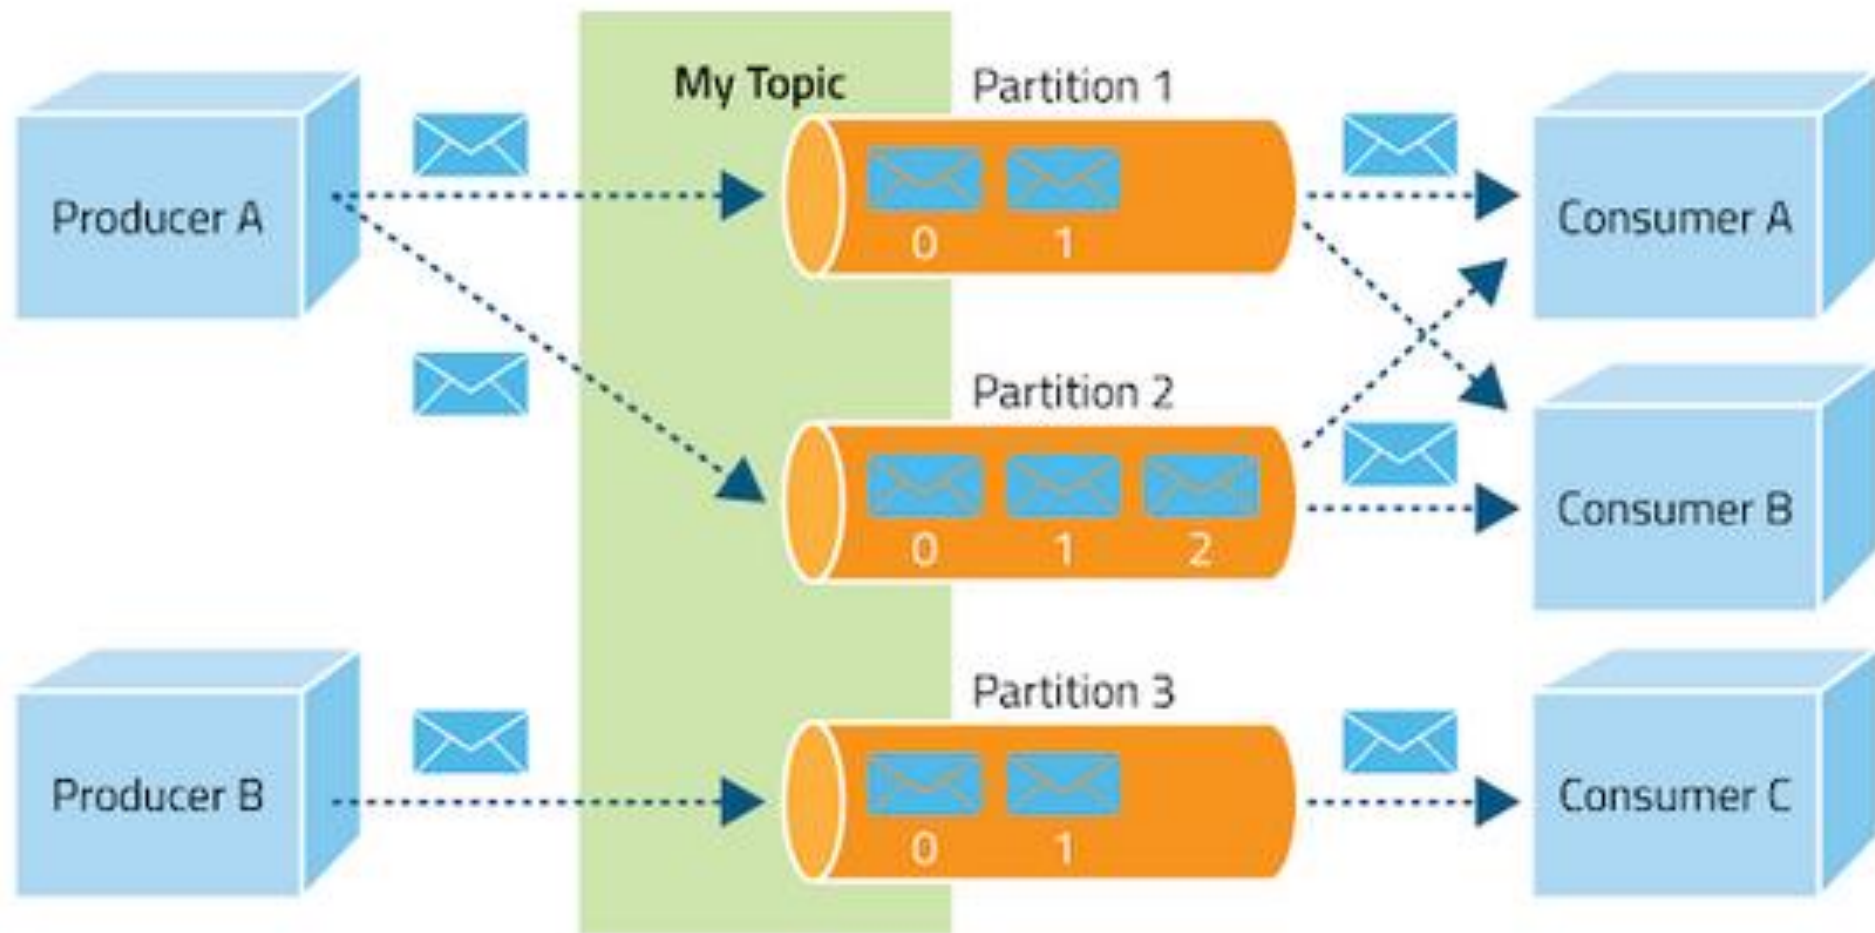 My Topic
Partition 1
Producer A
0 1
Consumer A
Partition 2
0 1 2
Consumer B
Partition 3
Producer B
0 1
Consumer C